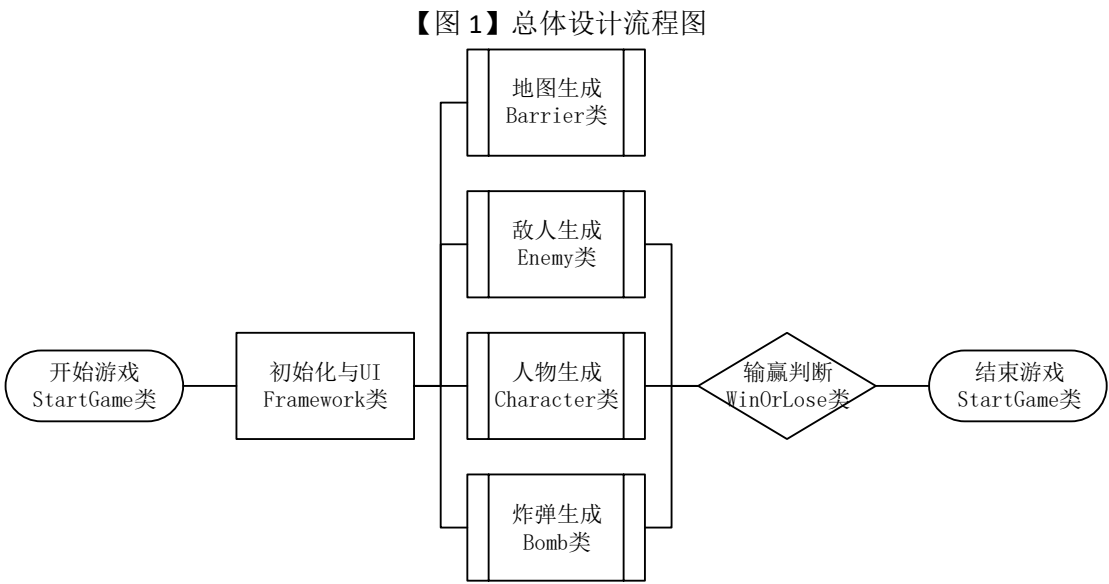 【图 1】总体设计流程图
地图生成
Barrier类
敌人生成
Enemy类
开始游戏
StartGame类
初始化与UI
Framework类
人物生成
Character类
输赢判断
WinOrLose类
结束游戏
StartGame类
炸弹生成
Bomb类